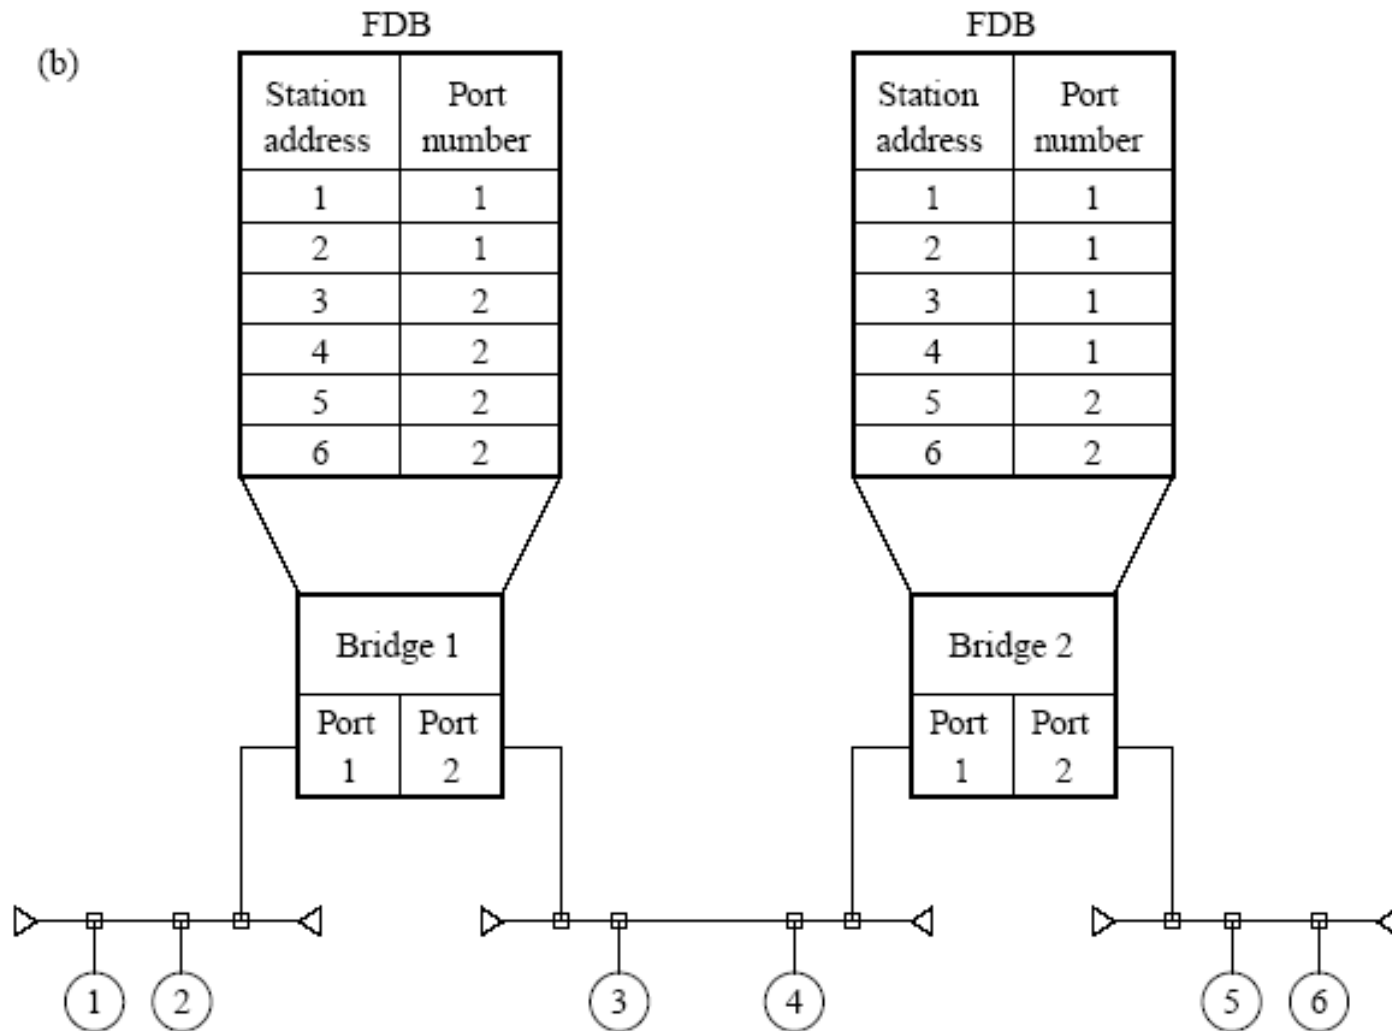 (b)
FDB
Station address Port number
1 1
2 1
3 2
4 2
5 2
6 2
Bridge 1
Port 1 Port 2
FDB
Station address Port number
1 1
2 1
3 1
4 1
5 2
6 2
Bridge 2
Port 1 Port 2
1 2 3 4 5 6